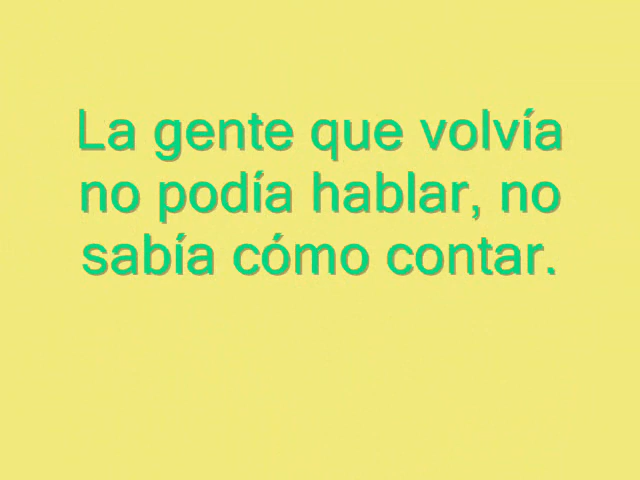 La gente que volvía
no podía hablar, no
sabía cómo contar.